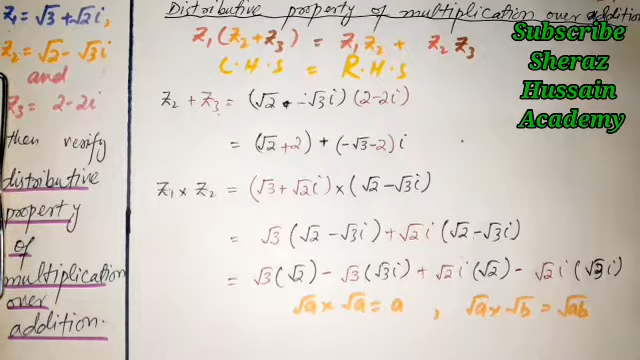 z₁ = √3 + √2i,
z₂ = √2 - √3i
and
z₃ = 2 - 2i
then verify
distributive
property
of
multiplication
over
addition.
Distributive property of multiplication over addition
z₁(z₂+z₃) = z₁z₂ + z₂z₃
L.H.S = R.H.S
z₂ + z₃ = (√2 - √3i)(2-2i)
= (√2+2) + (-√3-2)i
z₁ × z₂ = (√3 + √2i) × (√2 - √3i)
= √3(√2 - √3i) + √2i(√2 - √3i)
= √3(√2) - √3(√3i) + √2i(√2) - √2i(√3i)
√a × √a = a , √a × √b = √ab
Subscribe
Sheraz
Hussain
Academy